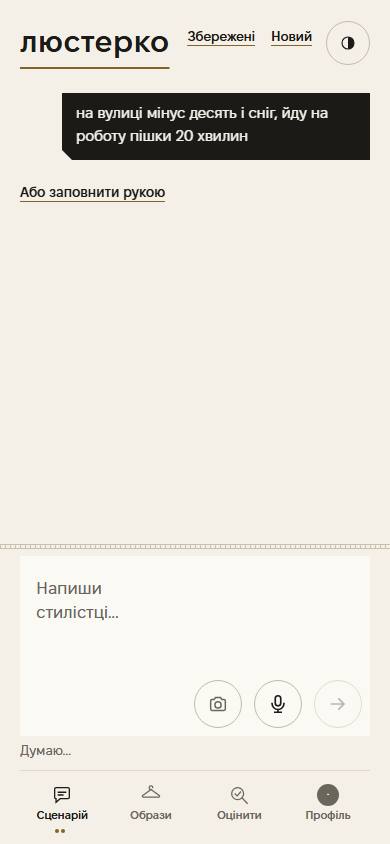 люстерко
Збережені
Новий
на вулиці мінус десять і сніг, йду на
роботу пішки 20 хвилин
Або заповнити рукою
Напиши
стилістці...
Думаю...
Сценарій
Образи
Оцінити
Профіль